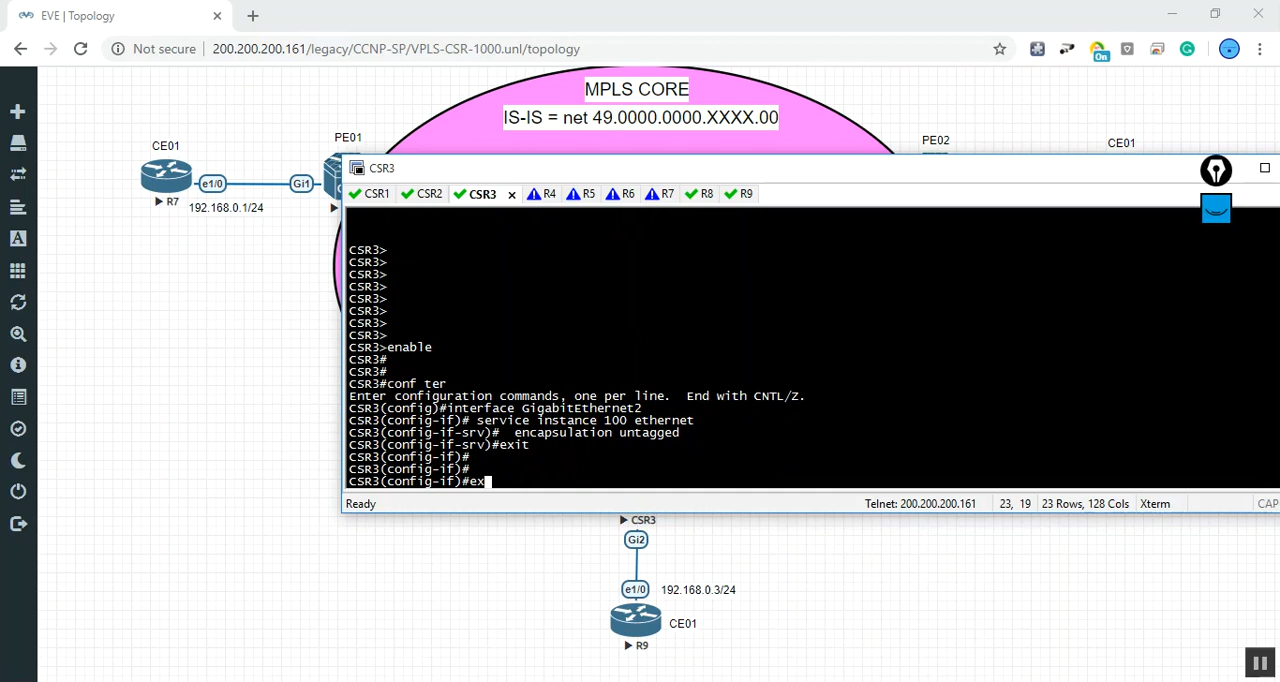 EVE | Topology
Not secure
200.200.200.161/legacy/CCNP-SP/VPLS-CSR-1000.unl/topology
On
MPLS CORE
IS-IS = net 49.0000.0000.XXXX.00
CE01
e1/0
Gi1
R7
192.168.0.1/24
PE01
PE02
CE01
CSR3
CSR1
CSR2
CSR3
R4
R5
R6
R7
R8
R9
CSR3>
CSR3>
CSR3>
CSR3>
CSR3>
CSR3>
CSR3>
CSR3>
CSR3>enable
CSR3#
CSR3#
CSR3#conf ter
Enter configuration commands, one per line.  End with CNTL/Z.
CSR3(config)#interface GigabitEthernet2
CSR3(config-if)# service instance 100 ethernet
CSR3(config-if-srv)#  encapsulation untagged
CSR3(config-if-srv)#exit
CSR3(config-if)#
CSR3(config-if)#
CSR3(config-if)#ex
Ready
Telnet: 200.200.200.161
23, 19
23 Rows, 128 Cols
Xterm
CAP
CSR3
Gi2
e1/0
192.168.0.3/24
CE01
R9